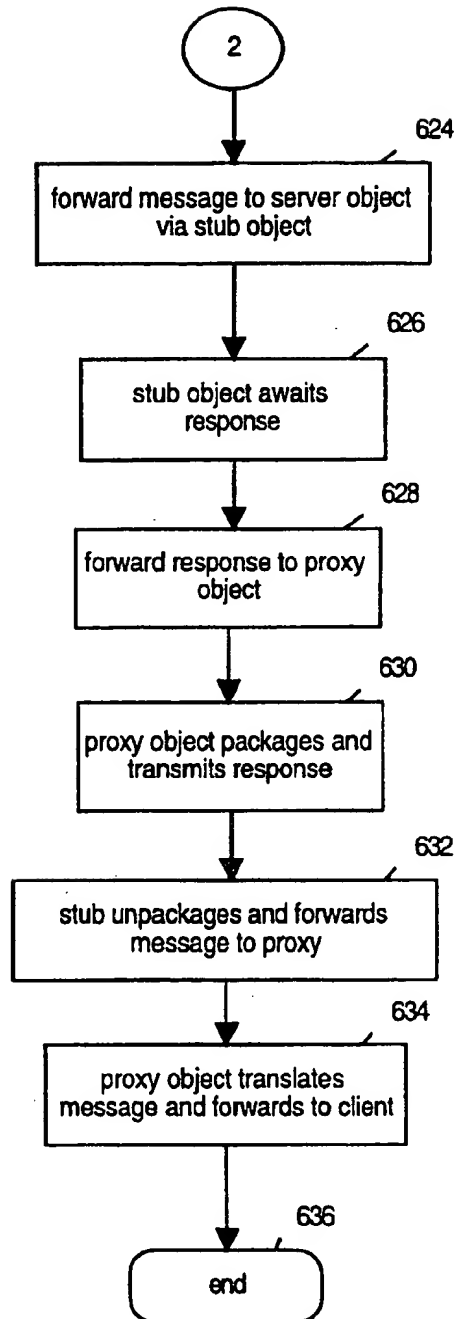 2
624
forward message to server object
via stub object
626
stub object awaits
response
628
forward response to proxy
object
630
proxy object packages and
transmits response
632
stub unpackages and forwards
message to proxy
634
proxy object translates
message and forwards to client
636
end